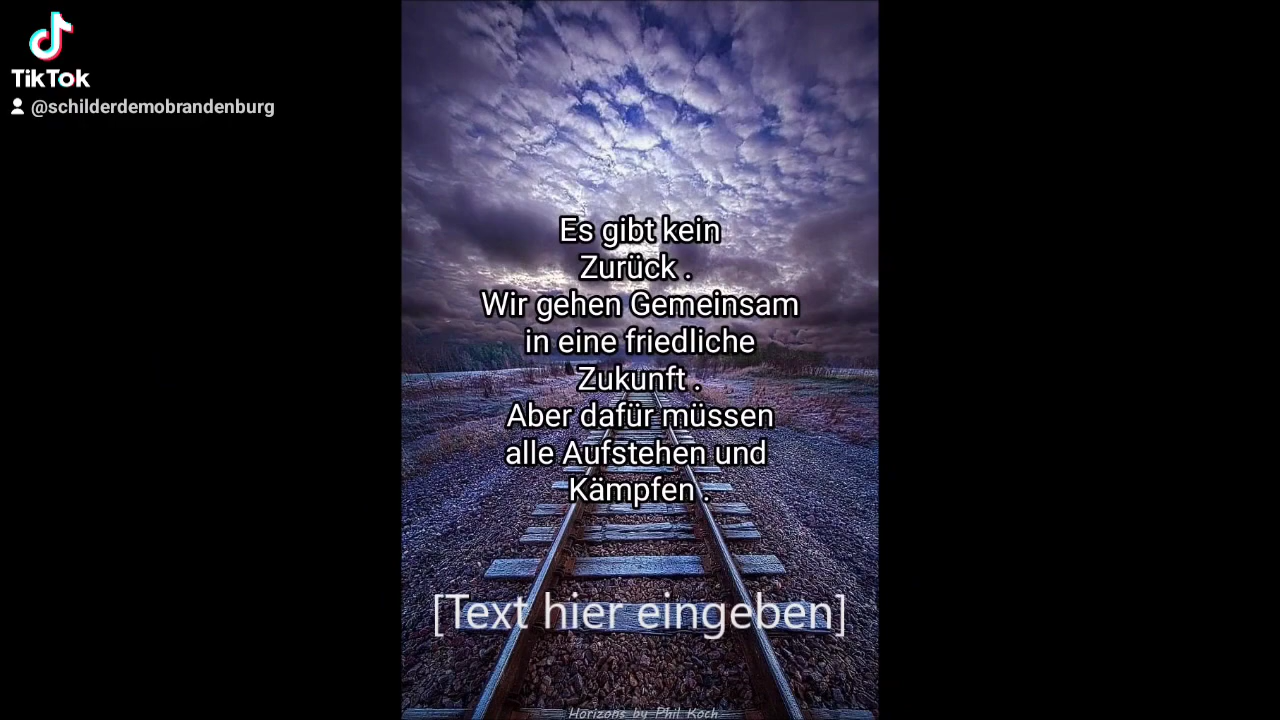 TikTok
@schilderdemobrandenburg
Es gibt kein
Zurück .
Wir gehen Gemeinsam
in eine friedliche
Zukunft .
Aber dafür müssen
alle Aufstehen und
Kämpfen .
[Text hier eingeben]
Horizons by Phil Koch